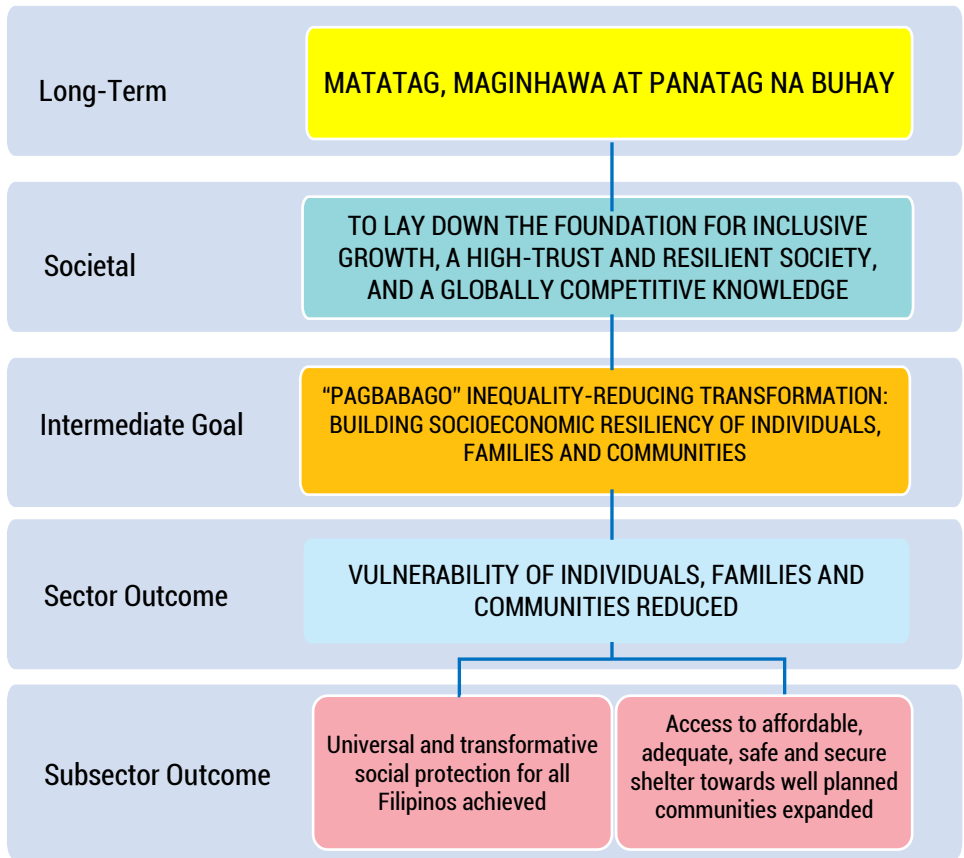 Long-Term
MATATAG, MAGINHAWA AT PANATAG NA BUHAY
Societal
TO LAY DOWN THE FOUNDATION FOR INCLUSIVE
GROWTH, A HIGH-TRUST AND RESILIENT SOCIETY,
AND A GLOBALLY COMPETITIVE KNOWLEDGE
Intermediate Goal
“PAGBABAGO” INEQUALITY-REDUCING TRANSFORMATION:
BUILDING SOCIOECONOMIC RESILIENCY OF INDIVIDUALS,
FAMILIES AND COMMUNITIES
Sector Outcome
VULNERABILITY OF INDIVIDUALS, FAMILIES AND
COMMUNITIES REDUCED
Subsector Outcome
Universal and transformative
social protection for all
Filipinos achieved
Access to affordable,
adequate, safe and secure
shelter towards well planned
communities expanded